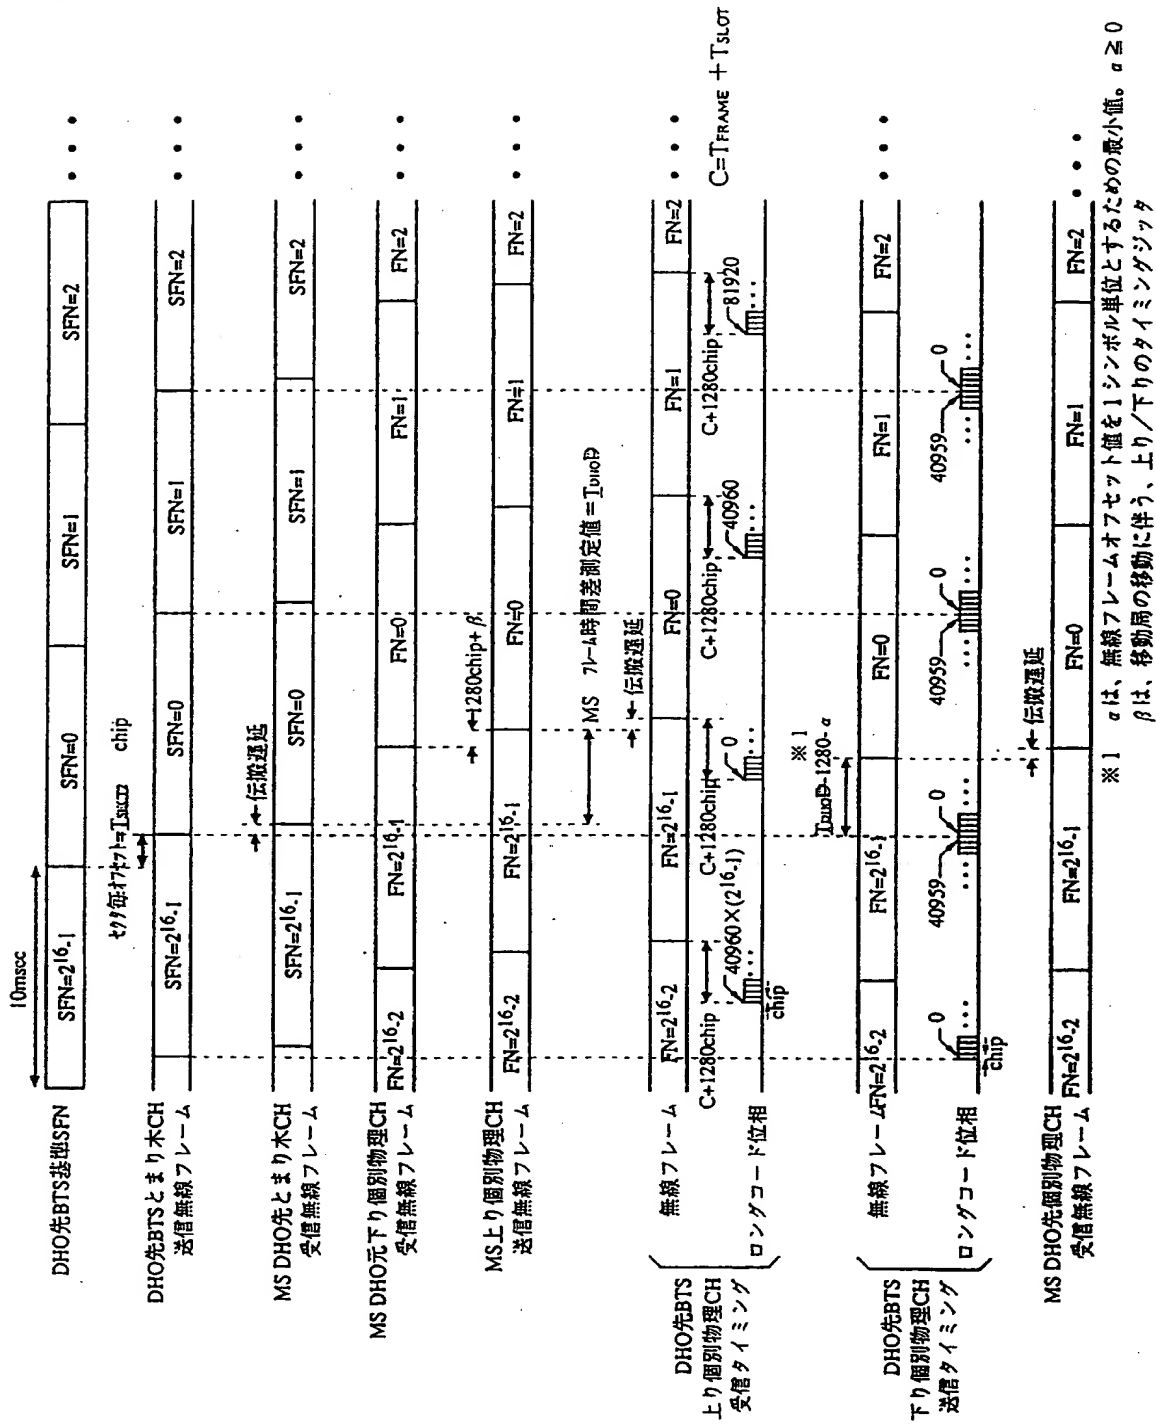 10mscc
DHO先BTS基準SFN
SFN=2^16-1
SFN=0
SFN=1
SFN=2
• • •
セクタ毎オフセット=TSECT2 chip
DHO先BTSとまり木CH
送信無線フレーム
SFN=2^16-1
SFN=0
SFN=1
SFN=2
• • •
伝搬遅延
MS DHO先とまり木CH
受信無線フレーム
SFN=2^16-1
SFN=0
SFN=1
SFN=2
• • •
MS DHO元下り個別物理CH
受信無線フレーム
FN=2^16-2
FN=2^16-1
FN=0
FN=1
FN=2
• • •
1280chip+β
MS上り個別物理CH
送信無線フレーム
FN=2^16-2
FN=2^16-1
FN=0
FN=1
FN=2
• • •
MS フレーム時間差測定値=TDHOD
伝搬遅延
DHO先BTS
上り個別物理CH
受信タイミング
無線フレーム
FN=2^16-2
FN=2^16-1
FN=0
FN=1
FN=2
• • •
C+1280chip
C+1280chip
C+1280chip
C+1280chip
C=TFRAME + TSLOT
ロングコード位相
chip
40960×(2^16-1)
0
40960
81920
※1
TDHOD-1280-α
DHO先BTS
下り個別物理CH
送信タイミング
無線フレーム
FN=2^16-2
FN=2^16-1
FN=0
FN=1
FN=2
• • •
ロングコード位相
chip
0
40959
0
40959
0
40959
0
伝搬遅延
MS DHO先個別物理CH
受信無線フレーム
FN=2^16-2
FN=2^16-1
FN=0
FN=1
FN=2
• • •
※1 αは、無線フレームオフセット値を1シンボル単位とするための最小値。α≧0
βは、移動局の移動に伴う、上り/下りのタイミングジッタ